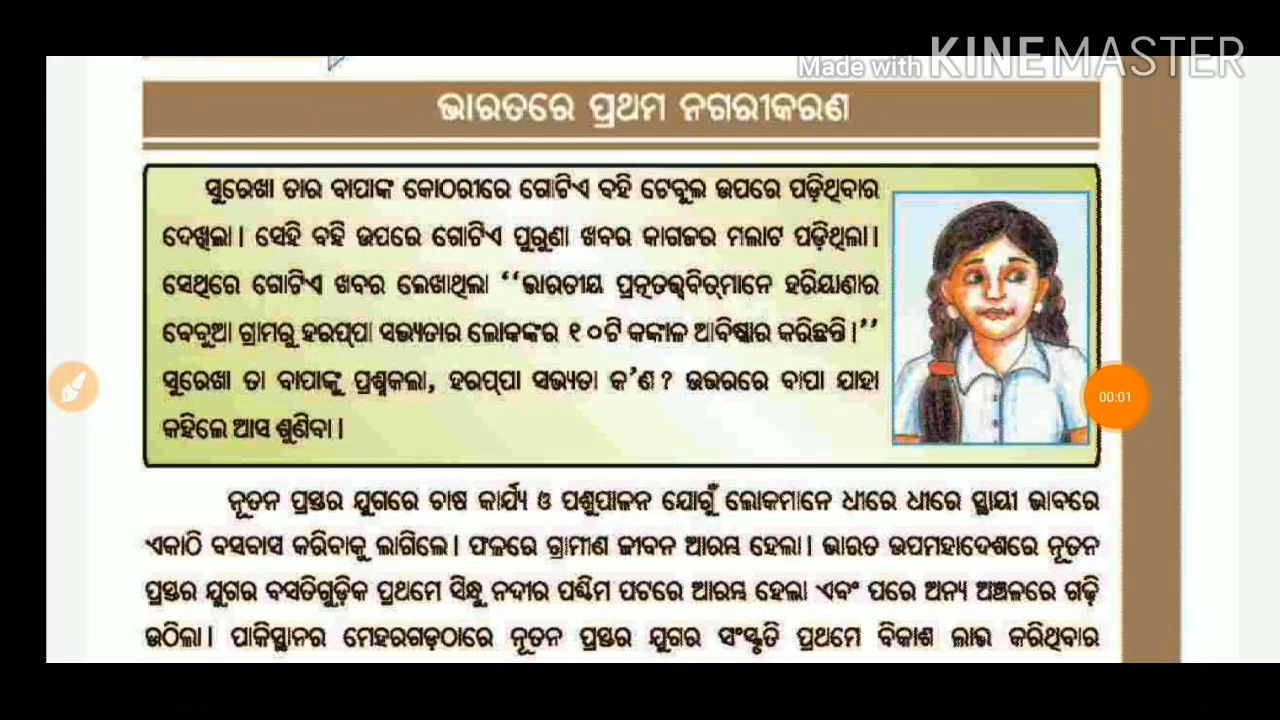 Made with KINEMASTER
ଭାରତରେ ପ୍ରଥମ ନଗରୀକରଣ
ସୁରେଖା ତାର ବାପାଙ୍କ କୋଠରୀରେ ଗୋଟିଏ ବହି ଟେବୁଲ ଉପରେ ପଡ଼ିଥିବାର
ଦେଖିଲା। ସେହି ବହି ଉପରେ ଗୋଟିଏ ପୁରୁଣା ଖବର କାଗଜର ମଲାଟ ପଡ଼ିଥିଲା।
ସେଥିରେ ଗୋଟିଏ ଖବର ଲେଖାଥିଲା ‘‘ଭାରତୀୟ ପ୍ରତ୍ନତତ୍ତ୍ୱବିତ୍‌ମାନେ ହରିୟାଣାର
ବେବୁଆ ଗ୍ରାମରୁ ହରପ୍‌ପା ସଭ୍ୟତାର ଲୋକଙ୍କର ୧୦ଟି କଙ୍କାଳ ଆବିଷ୍କାର କରିଛନ୍ତି।’’
ସୁରେଖା ତା ବାପାଙ୍କୁ ପ୍ରଶ୍ନକଲା, ହରପ୍‌ପା ସଭ୍ୟତା କ’ଣ? ଉତ୍ତରରେ ବାପା ଯାହା
କହିଲେ ଆସ ଶୁଣିବା।
00:01
ନୂତନ ପ୍ରସ୍ତର ଯୁଗରେ ଚାଷ କାର୍ଯ୍ୟ ଓ ପଶୁପାଳନ ଯୋଗୁଁ ଲୋକମାନେ ଧୀରେ ଧୀରେ ସ୍ଥାୟୀ ଭାବରେ
ଏକାଠି ବସବାସ କରିବାକୁ ଲାଗିଲେ। ଫଳରେ ଗ୍ରାମୀଣ ଜୀବନ ଆରମ୍ଭ ହେଲା। ଭାରତ ଉପମହାଦେଶରେ ନୂତନ
ପ୍ରସ୍ତର ଯୁଗର ବସତିଗୁଡ଼ିକ ପ୍ରଥମେ ସିନ୍ଧୁ ନଦୀର ପଶ୍ଚିମ ପଟରେ ଆରମ୍ଭ ହେଲା ଏବଂ ପରେ ଅନ୍ୟ ଅଞ୍ଚଳରେ ଗଢ଼ି
ଉଠିଲା। ପାକିସ୍ଥାନର ମେହରଗଡ଼ଠାରେ ନୂତନ ପ୍ରସ୍ତର ଯୁଗର ସଂସ୍କୃତି ପ୍ରଥମେ ବିକାଶ ଲାଭ କରିଥିବାର